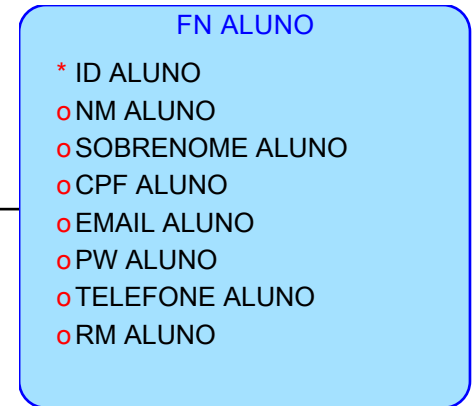 FN ALUNO
* ID ALUNO
o NM ALUNO
o SOBRENOME ALUNO
o CPF ALUNO
o EMAIL ALUNO
o PW ALUNO
o TELEFONE ALUNO
o RM ALUNO